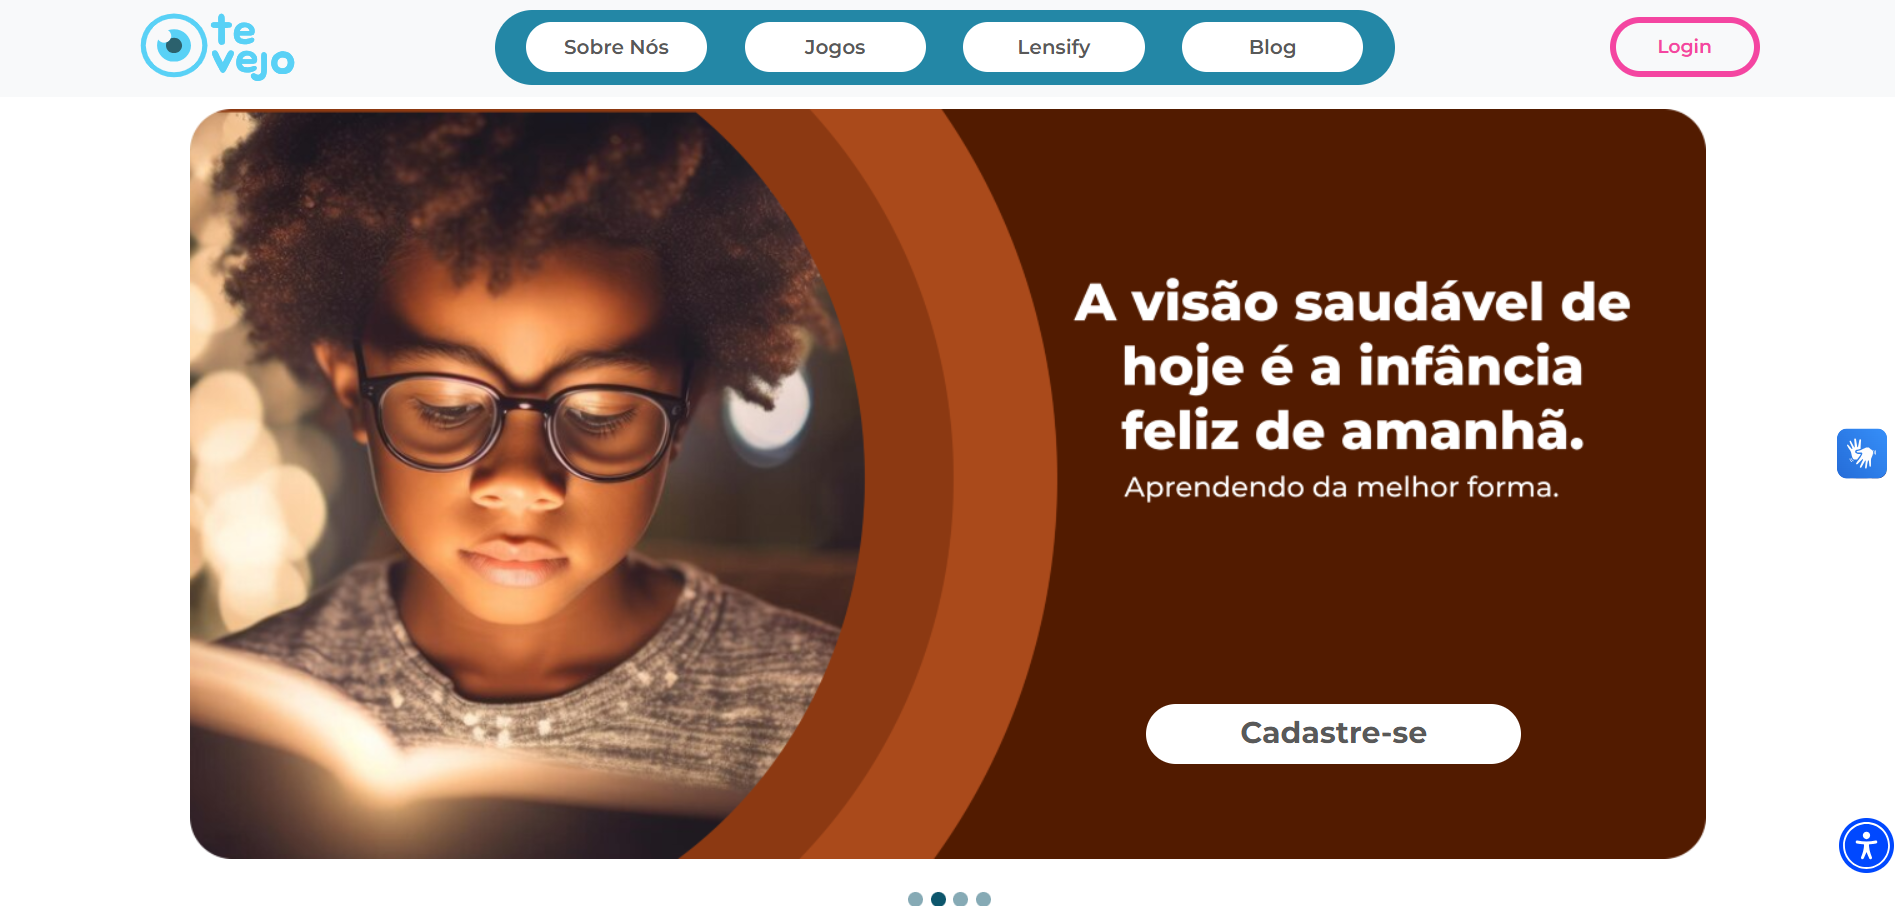 te
vejo
Sobre Nós
Jogos
Lensify
Blog
Login
A visão saudável de
hoje é a infância
feliz de amanhã.
Aprendendo da melhor forma.
Cadastre-se